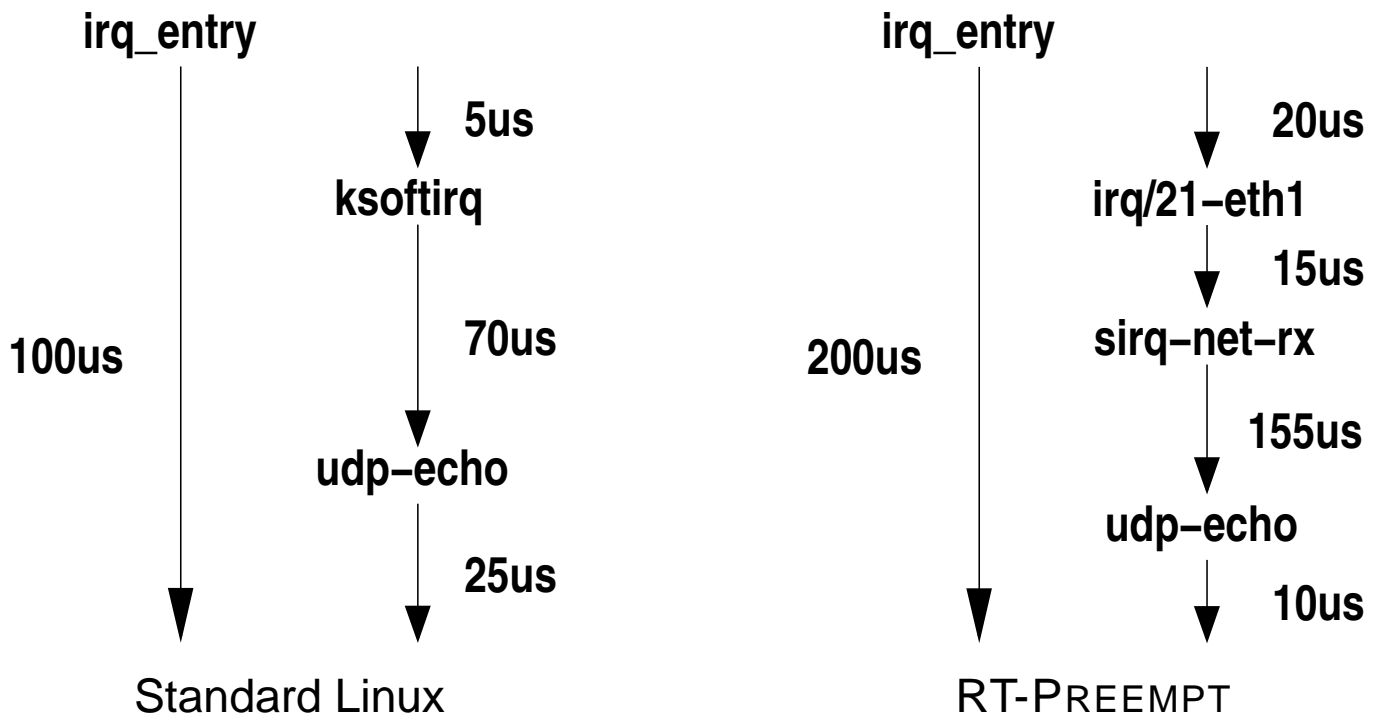 irq_entry
5us
ksoftirq
70us
100us
udp−echo
25us
Standard Linux
irq_entry
20us
irq/21−eth1
15us
sirq−net−rx
200us
155us
udp−echo
10us
RT-PREEMPT